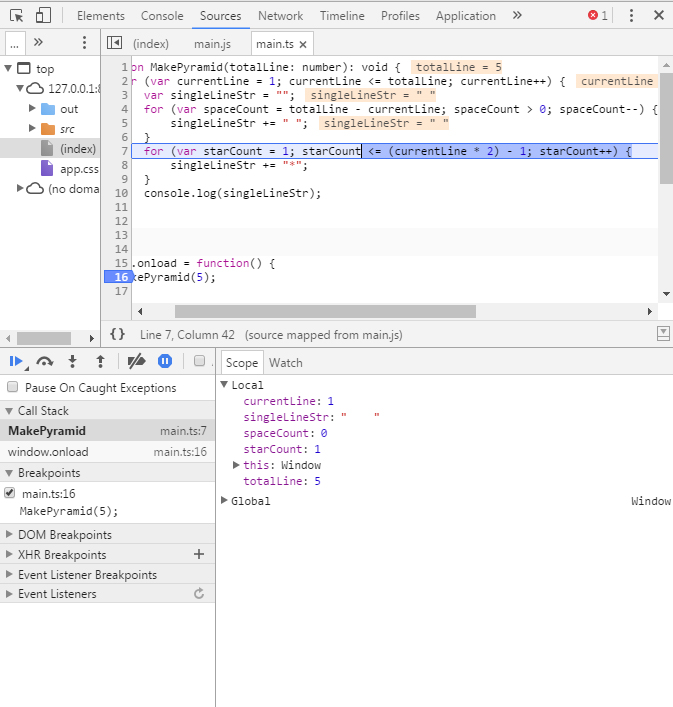 Elements Console Sources Network Timeline Profiles Application » 1
... » (index) main.js main.ts ×
top
127.0.0.1:8
out
src
(index)
app.css
(no doma
1 on MakePyramid(totalLine: number): void { totalLine = 5
2 r (var currentLine = 1; currentLine <= totalLine; currentLine++) { currentLine
3 var singleLineStr = ""; singleLineStr = " "
4 for (var spaceCount = totalLine - currentLine; spaceCount > 0; spaceCount--) {
5 singleLineStr += " "; singleLineStr = " "
6 }
7 for (var starCount = 1; starCount <= (currentLine * 2) - 1; starCount++) {
8 singleLineStr += "*";
9 }
10 console.log(singleLineStr);
11
12
13
14
15 .onload = function() {
16 kePyramid(5);
17
{} Line 7, Column 42 (source mapped from main.js)
Pause On Caught Exceptions
Call Stack
MakePyramid main.ts:7
window.onload main.ts:16
Breakpoints
main.ts:16
MakePyramid(5);
DOM Breakpoints
XHR Breakpoints +
Event Listener Breakpoints
Event Listeners
Scope Watch
Local
currentLine: 1
singleLineStr: "    "
spaceCount: 0
starCount: 1
this: Window
totalLine: 5
Global Window